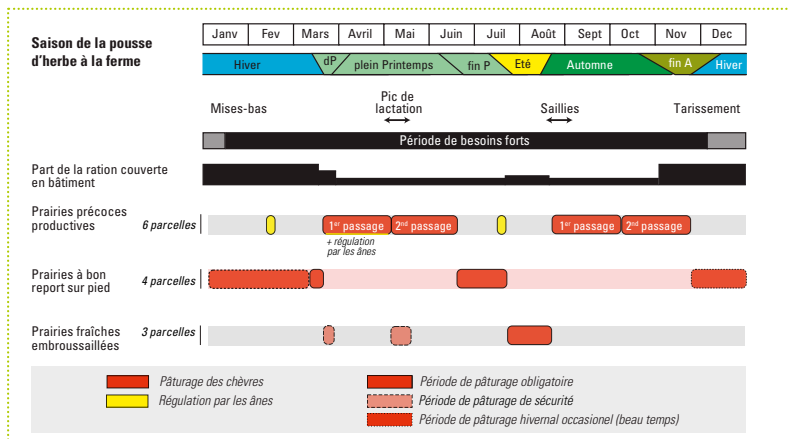 Janv Fev Mars Avril Mai Juin Juil Août Sept Oct Nov Dec
Saison de la pousse
d'herbe à la ferme
Hiver dP plein Printemps fin P Eté Automne fin A Hiver
Mises-bas
Pic de
lactation
Saillies
Tarissement
Période de besoins forts
Part de la ration couverte
en bâtiment
Prairies précoces
productives
6 parcelles
1er passage 2nd passage 1er passage 2nd passage
+ régulation
par les ânes
Prairies à bon
report sur pied
4 parcelles
Prairies fraîches
embroussaillées
3 parcelles
Pâturage des chèvres
Régulation par les ânes
Période de pâturage obligatoire
Période de pâturage de sécurité
Période de pâturage hivernal occasionel (beau temps)